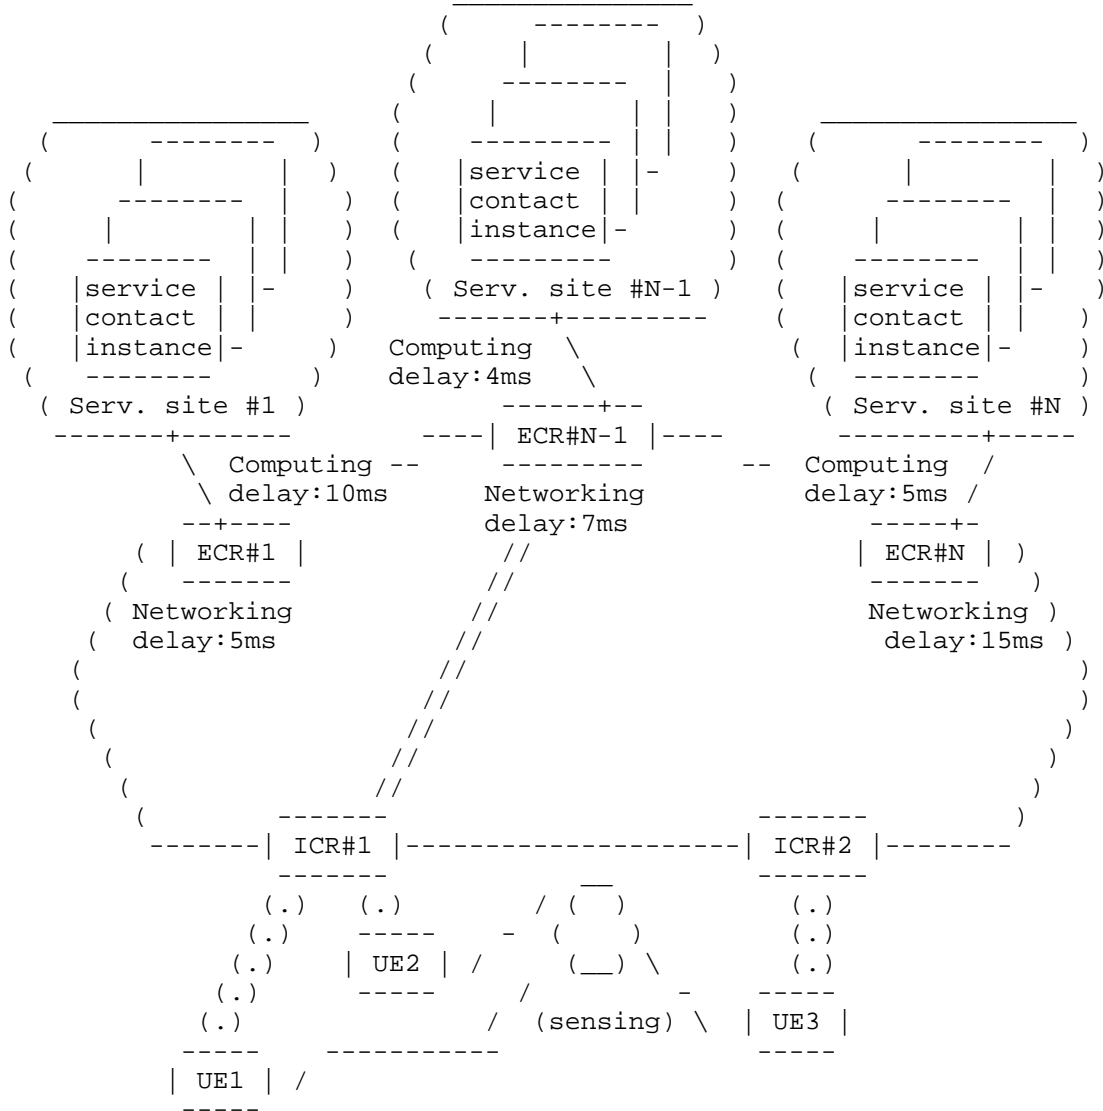 service
contact
instance
Serv. site #N-1
service
contact
instance
Serv. site #1
service
contact
instance
Serv. site #N
Computing
delay:4ms
ECR#N-1
Computing
delay:10ms
Networking
delay:7ms
Computing
delay:5ms
ECR#1
ECR#N
Networking
delay:5ms
Networking
delay:15ms
ICR#1
ICR#2
UE2
(sensing)
UE3
UE1